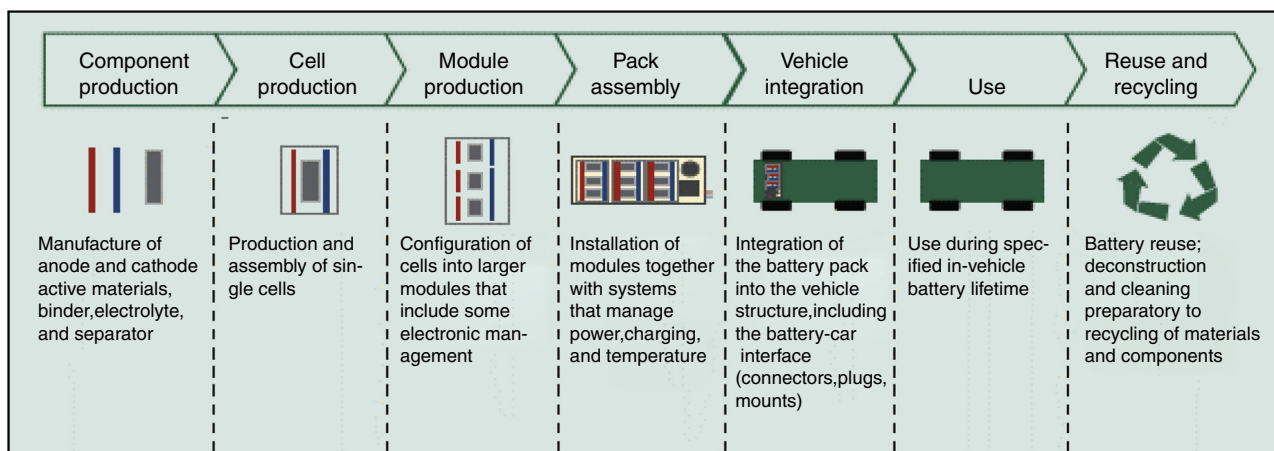 Component
production
Cell
production
Module
production
Pack
assembly
Vehicle
integration
Use
Reuse and
recycling
Manufacture of
anode and cathode
active materials,
binder,electrolyte,
and separator
Production and
assembly of sin-
gle cells
Configuration of
cells into larger
modules that
include some
electronic man-
agement
Installation of
modules together
with systems
that manage
power,charging,
and temperature
Integration of
the battery pack
into the vehicle
structure,including
the battery-car
interface
(connectors,plugs,
mounts)
Use during spec-
ified in-vehicle
battery lifetime
Battery reuse;
deconstruction
and cleaning
preparatory to
recycling of materials
and components